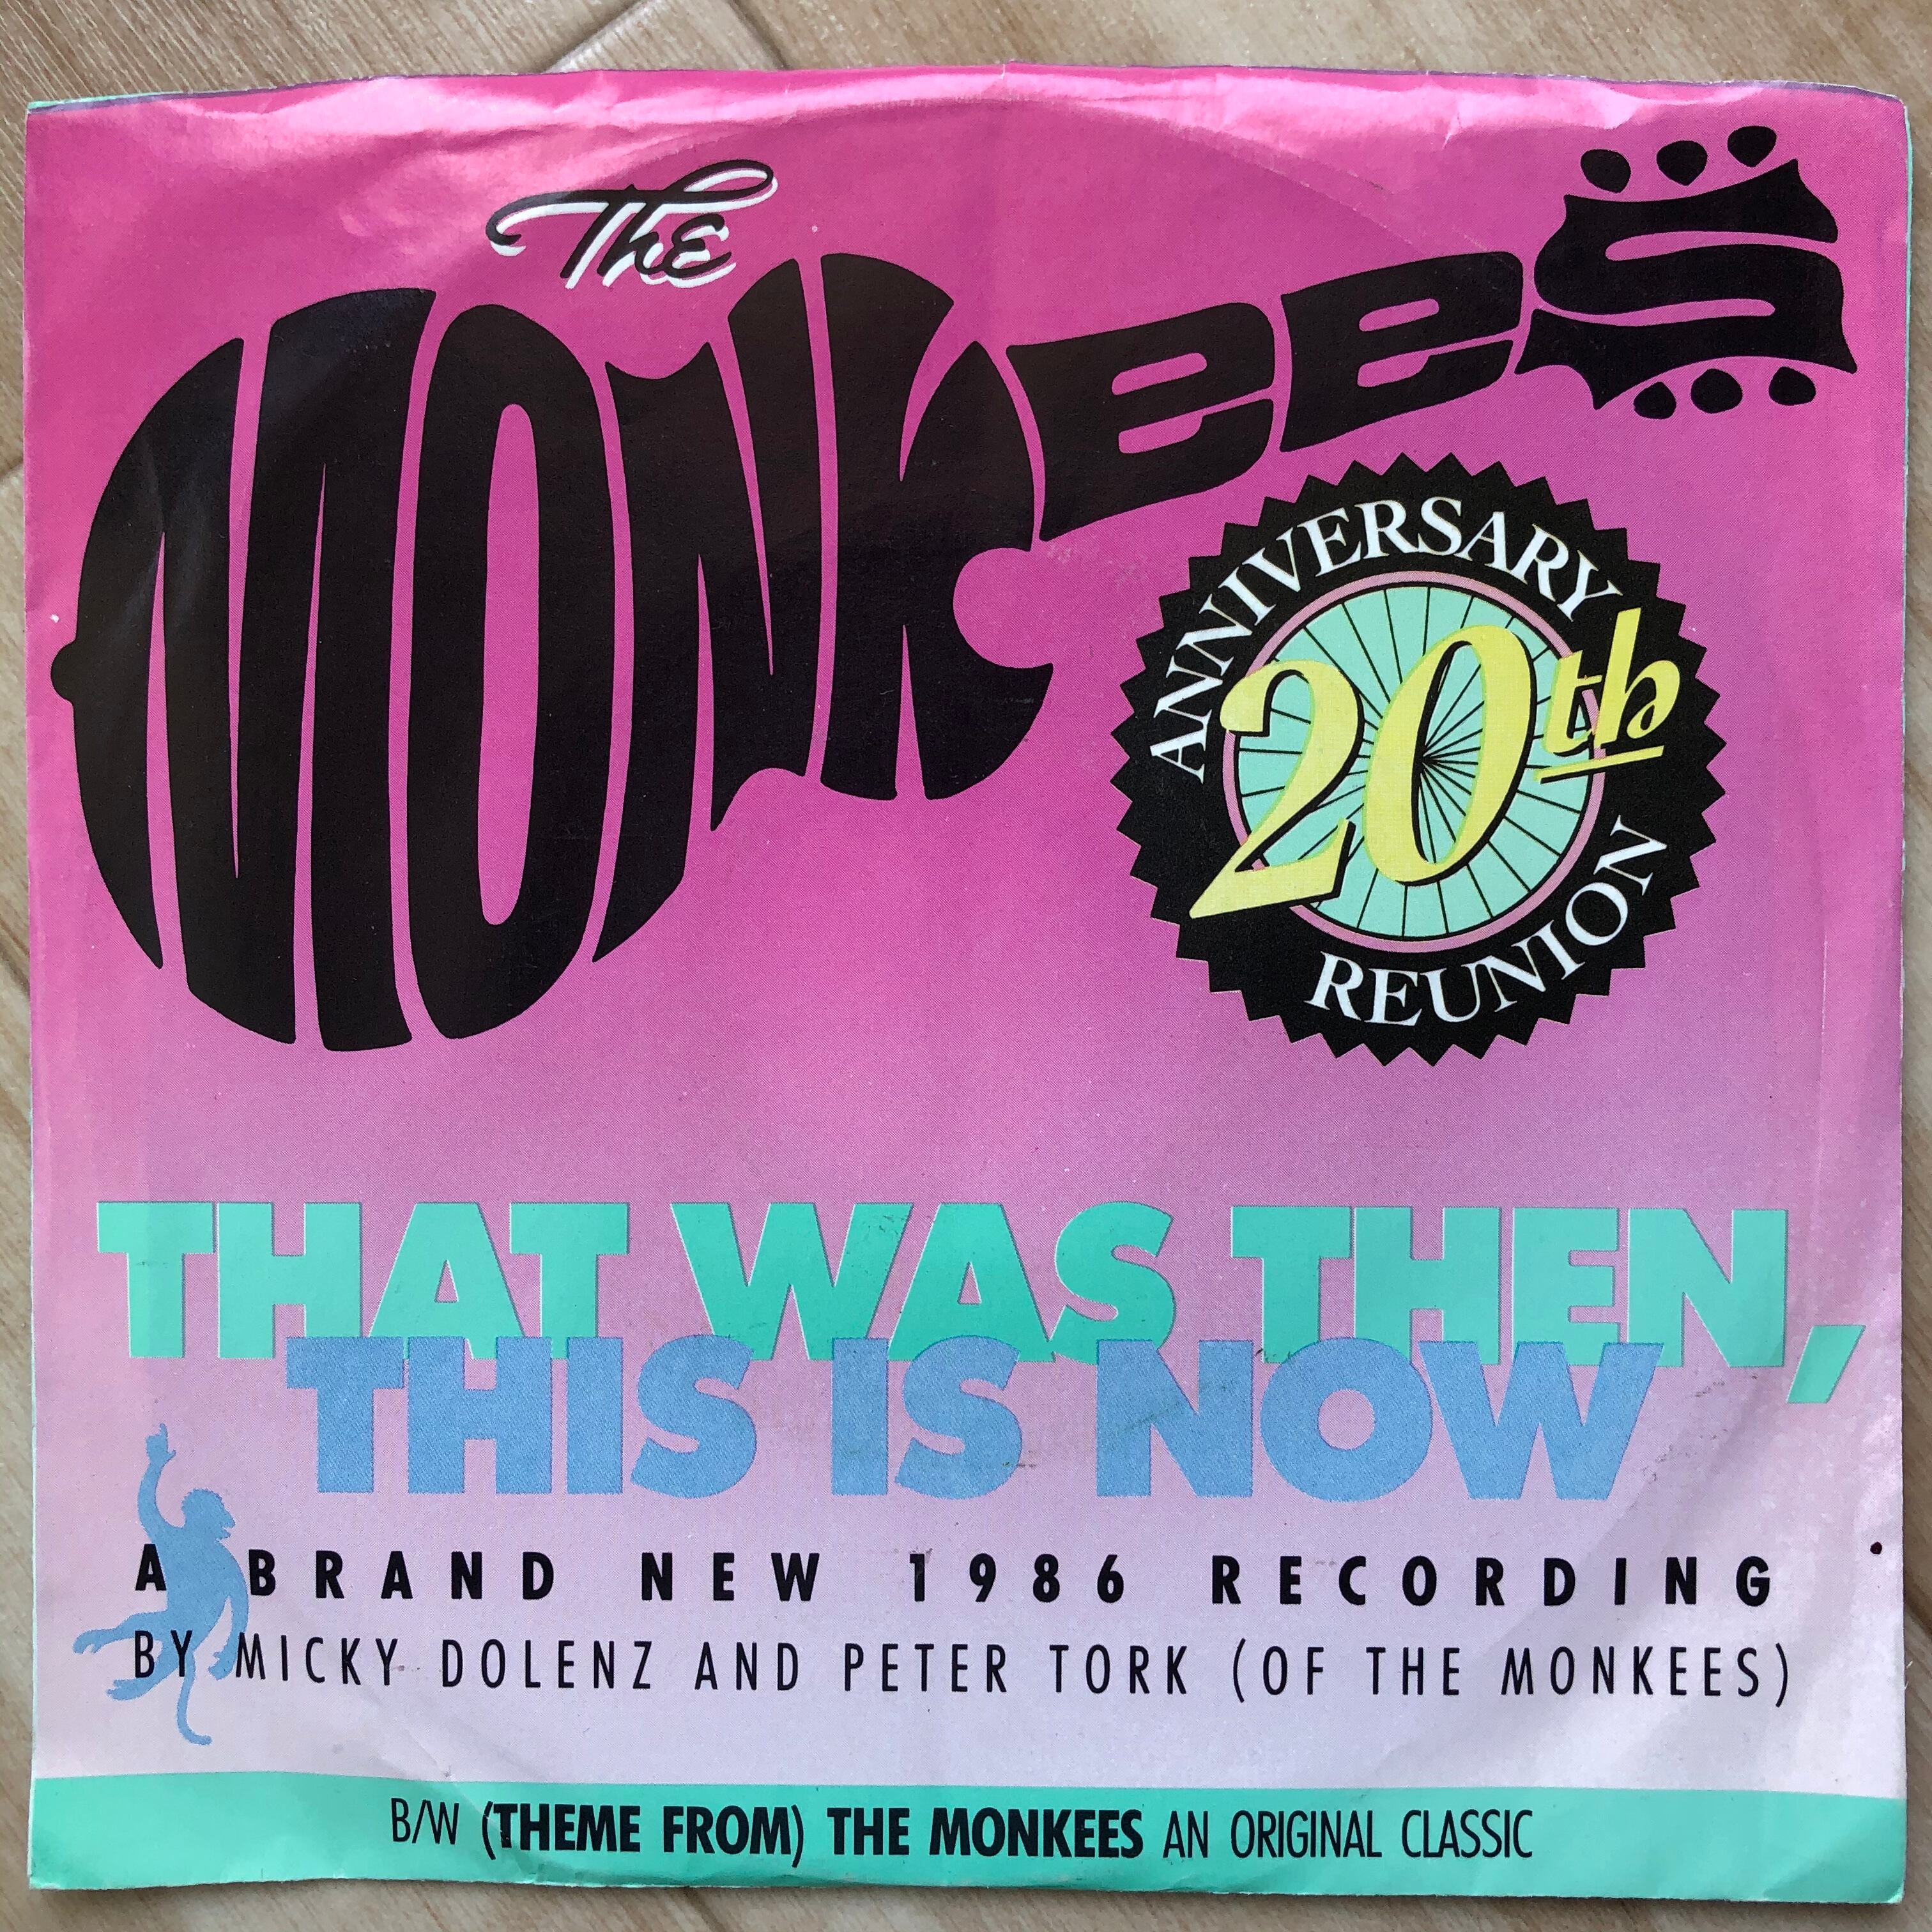 The
MONKEES
ANNIVERSARY
20th
REUNION
THAT WAS THEN,
THIS IS NOW
A BRAND NEW 1986 RECORDING
BY MICKY DOLENZ AND PETER TORK (OF THE MONKEES)
B/W (THEME FROM) THE MONKEES AN ORIGINAL CLASSIC